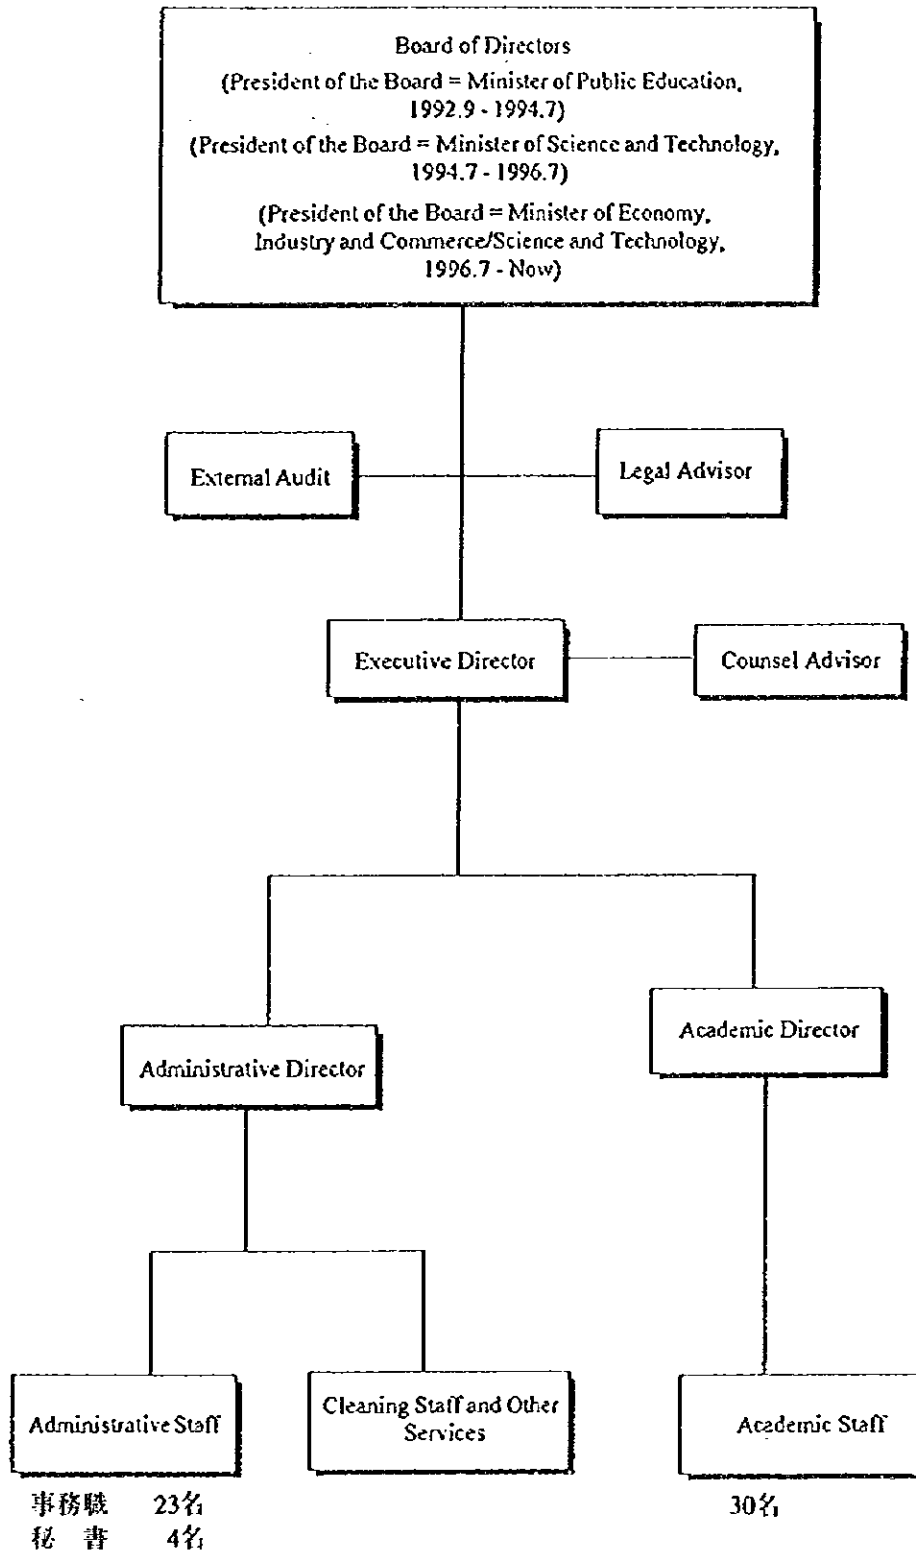 Board of Directors
(President of the Board = Minister of Public Education,
1992.9 - 1994.7)
(President of the Board = Minister of Science and Technology,
1994.7 - 1996.7)
(President of the Board = Minister of Economy,
Industry and Commerce/Science and Technology,
1996.7 - Now)
External Audit
Legal Advisor
Executive Director
Counsel Advisor
Administrative Director
Academic Director
Administrative Staff
Cleaning Staff and Other
Services
Academic Staff
事務職 23名
秘 書 4名
30名